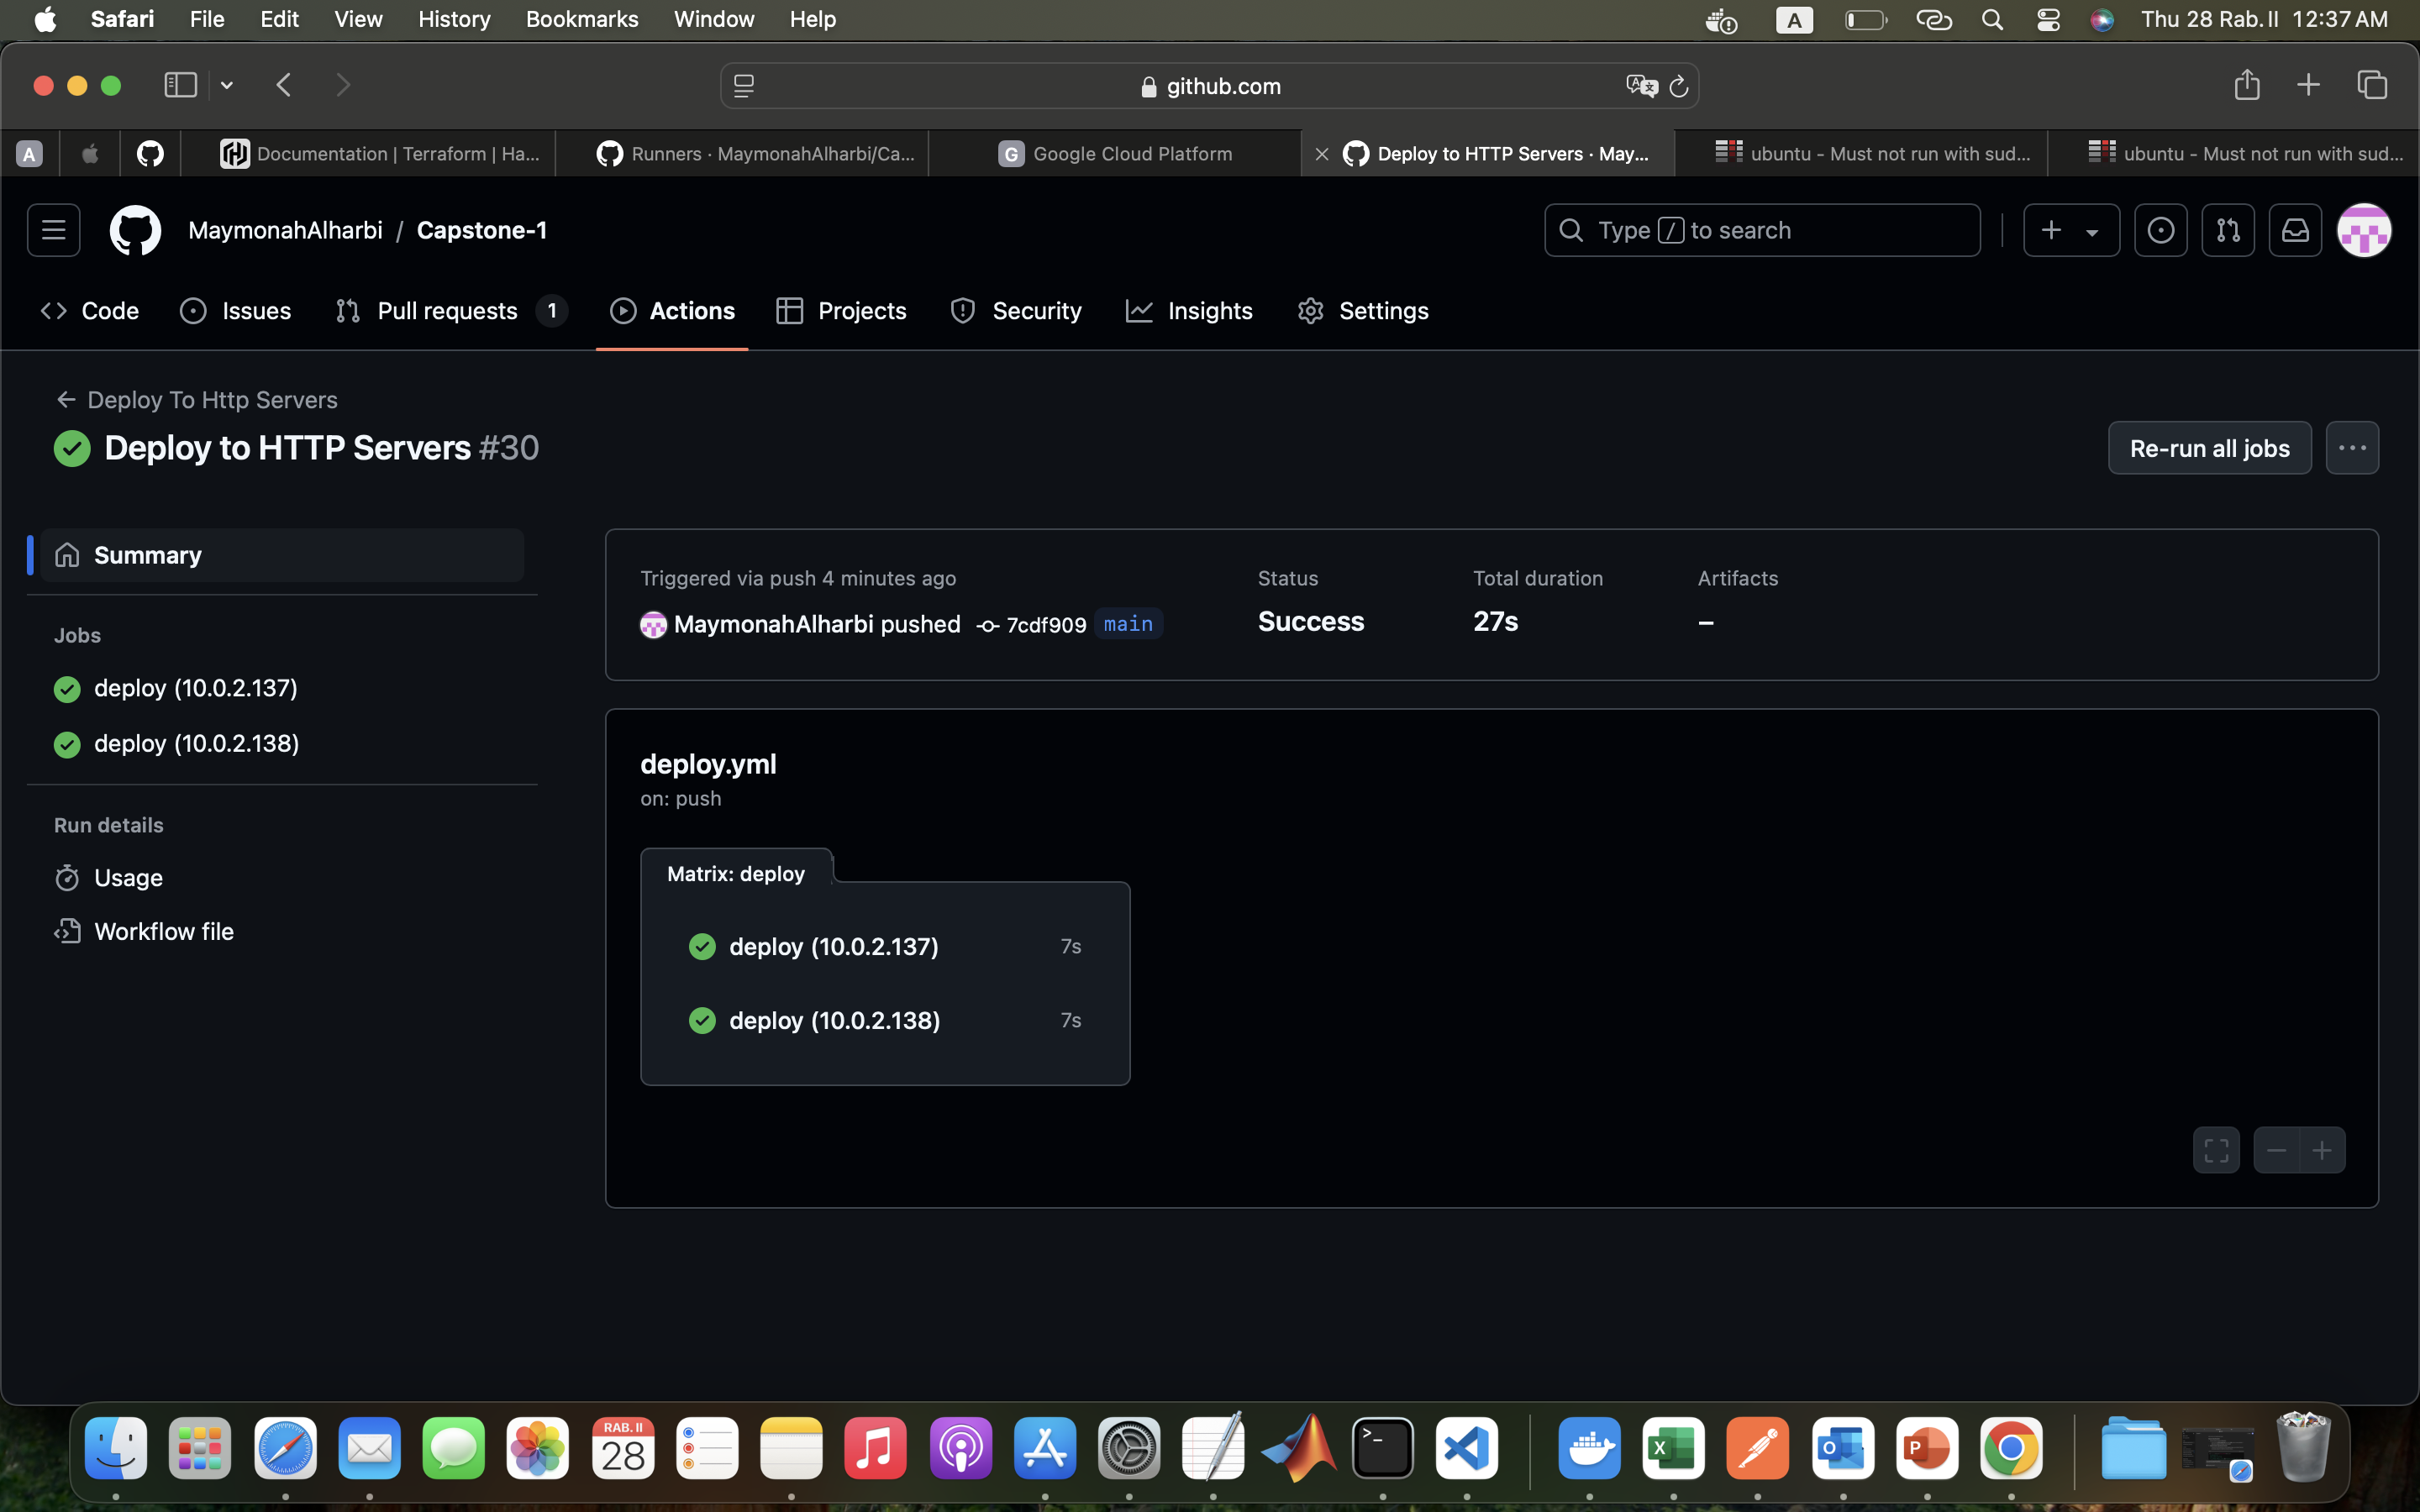 Safari File Edit View History Bookmarks Window Help A Thu 28 Rab. II 12:37 AM
github.com
A Documentation | Terraform | Ha... Runners · MaymonahAlharbi/Ca... G Google Cloud Platform Deploy to HTTP Servers · May... ubuntu - Must not run with sud... ubuntu - Must not run with sud...
MaymonahAlharbi / Capstone-1 Type / to search
Code Issues Pull requests 1 Actions Projects Security Insights Settings
← Deploy To Http Servers
Deploy to HTTP Servers #30 Re-run all jobs ...
Summary
Jobs
deploy (10.0.2.137)
deploy (10.0.2.138)
Run details
Usage
Workflow file
Triggered via push 4 minutes ago Status Total duration Artifacts
MaymonahAlharbi pushed 7cdf909 main Success 27s –
deploy.yml
on: push
Matrix: deploy
deploy (10.0.2.137) 7s
deploy (10.0.2.138) 7s
RAB. II
28
X
O
P